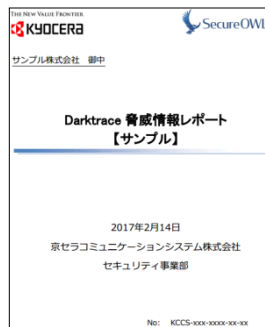 THE NEW VALUE FRONTIER
KYOCERA
SecureOWL
サンプル株式会社 御中
Darktrace 脅威情報レポート
【サンプル】
2017年2月14日
京セラコミュニケーションシステム株式会社
セキュリティ事業部
No: KCCS-xxx-xxxx-xx-xx